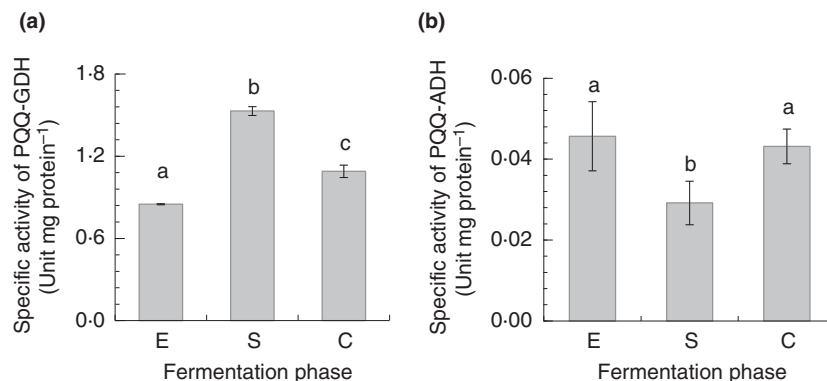 (a)
Specific activity of PQQ-GDH
(Unit mg protein⁻¹)
1·8
1·2
0·6
0·0
a
b
c
E S C
Fermentation phase
(b)
Specific activity of PQQ-ADH
(Unit mg protein⁻¹)
0·06
0·04
0·02
0·00
a
b
a
E S C
Fermentation phase